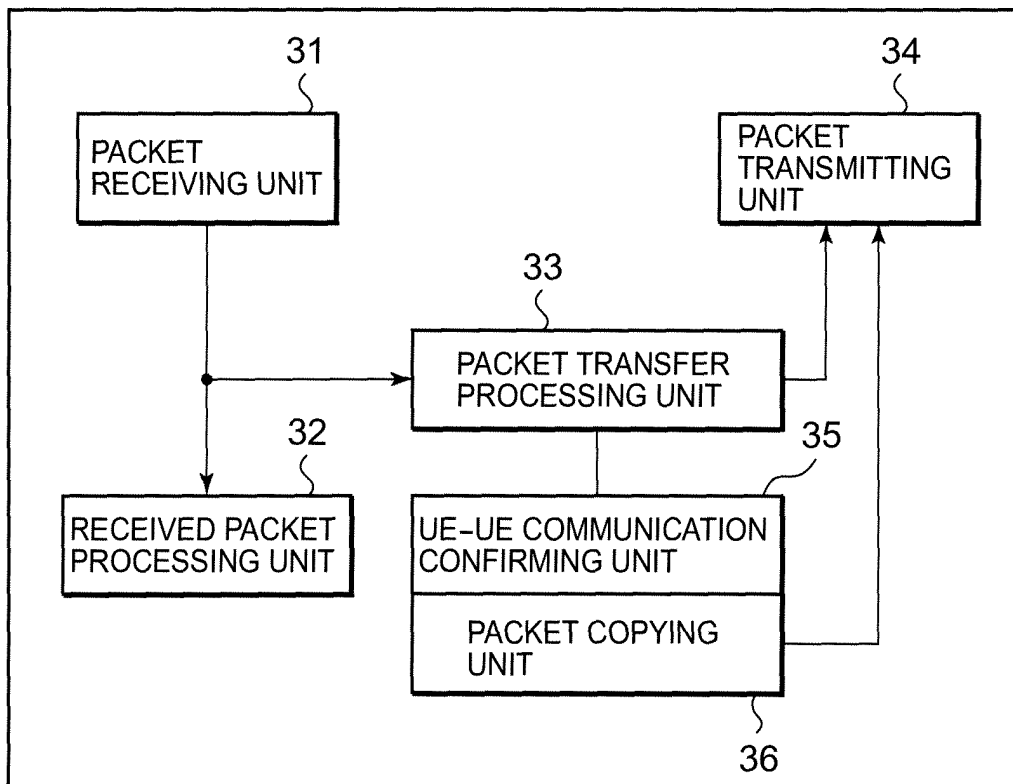 31
PACKET
RECEIVING UNIT
34
PACKET
TRANSMITTING
UNIT
33
PACKET TRANSFER
PROCESSING UNIT
32
RECEIVED PACKET
PROCESSING UNIT
35
UE-UE COMMUNICATION
CONFIRMING UNIT
PACKET COPYING
UNIT
36